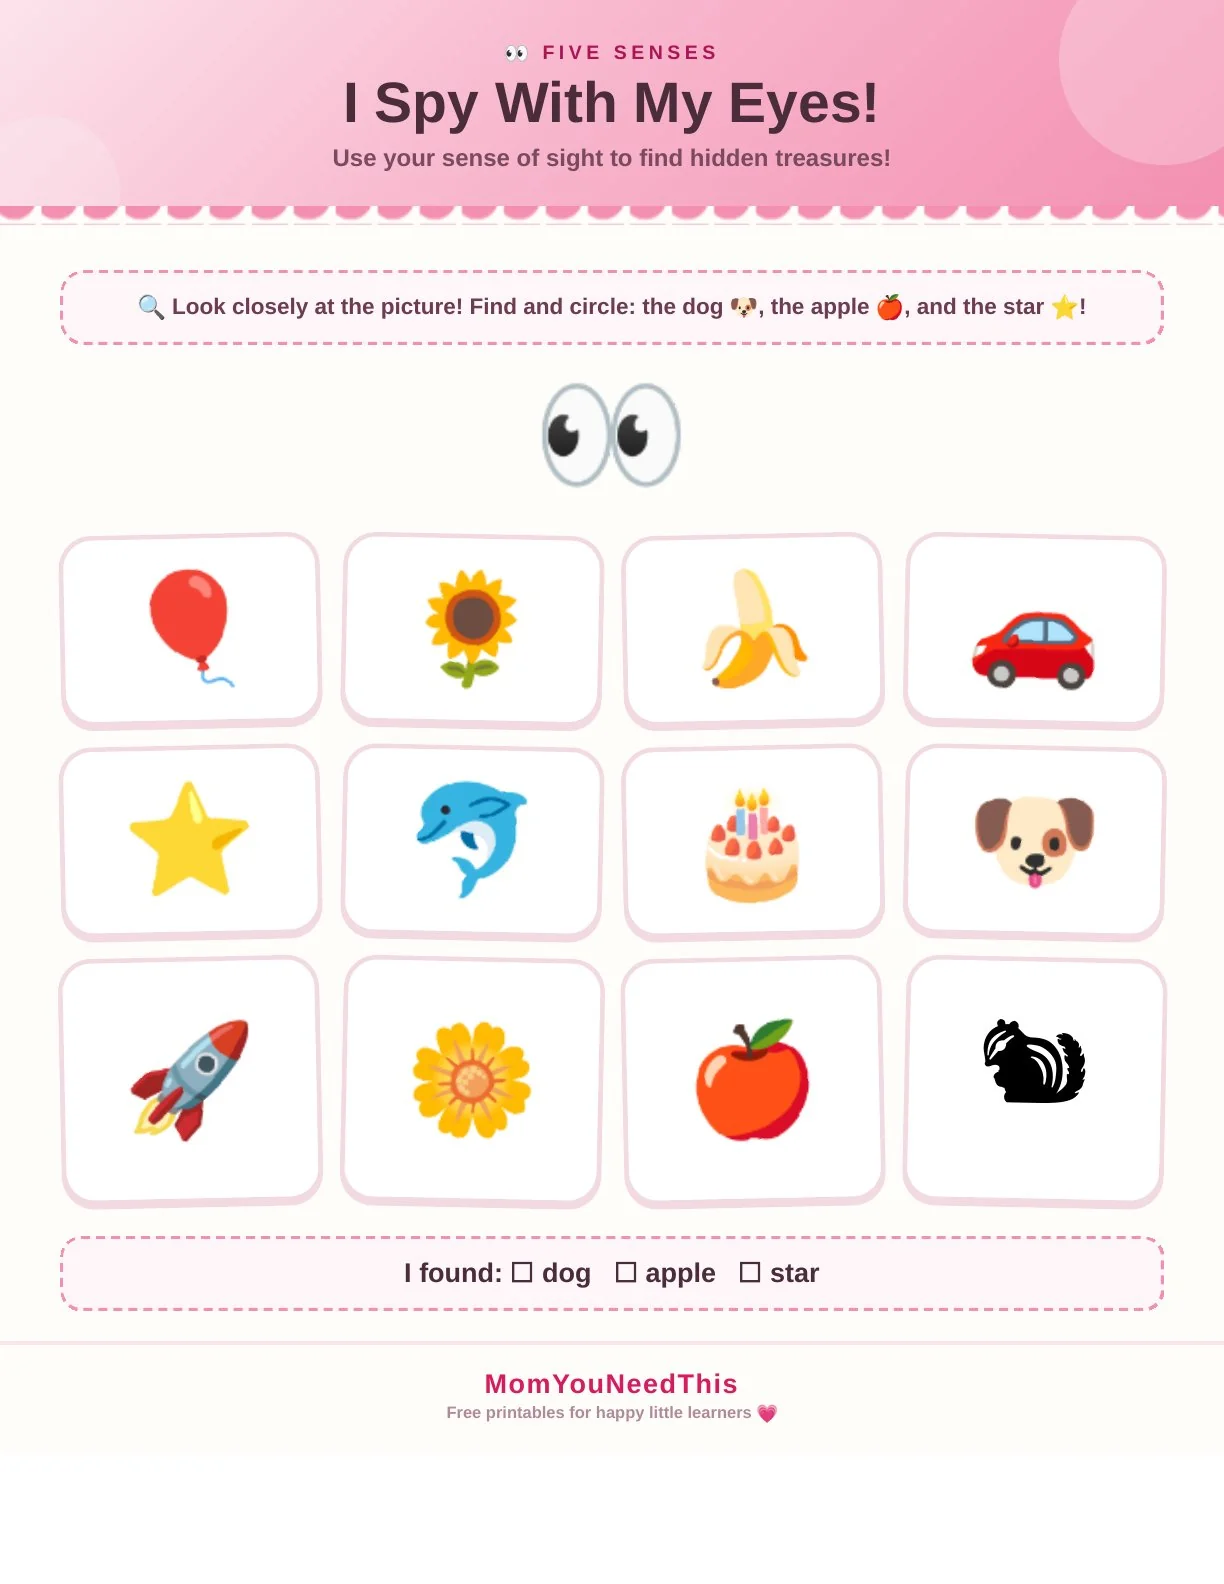 👀 FIVE SENSES
I Spy With My Eyes!
Use your sense of sight to find hidden treasures!
🔍 Look closely at the picture! Find and circle: the dog 🐶, the apple 🍎, and the star ⭐!
I found: ☐ dog ☐ apple ☐ star
MomYouNeedThis
Free printables for happy little learners 💗